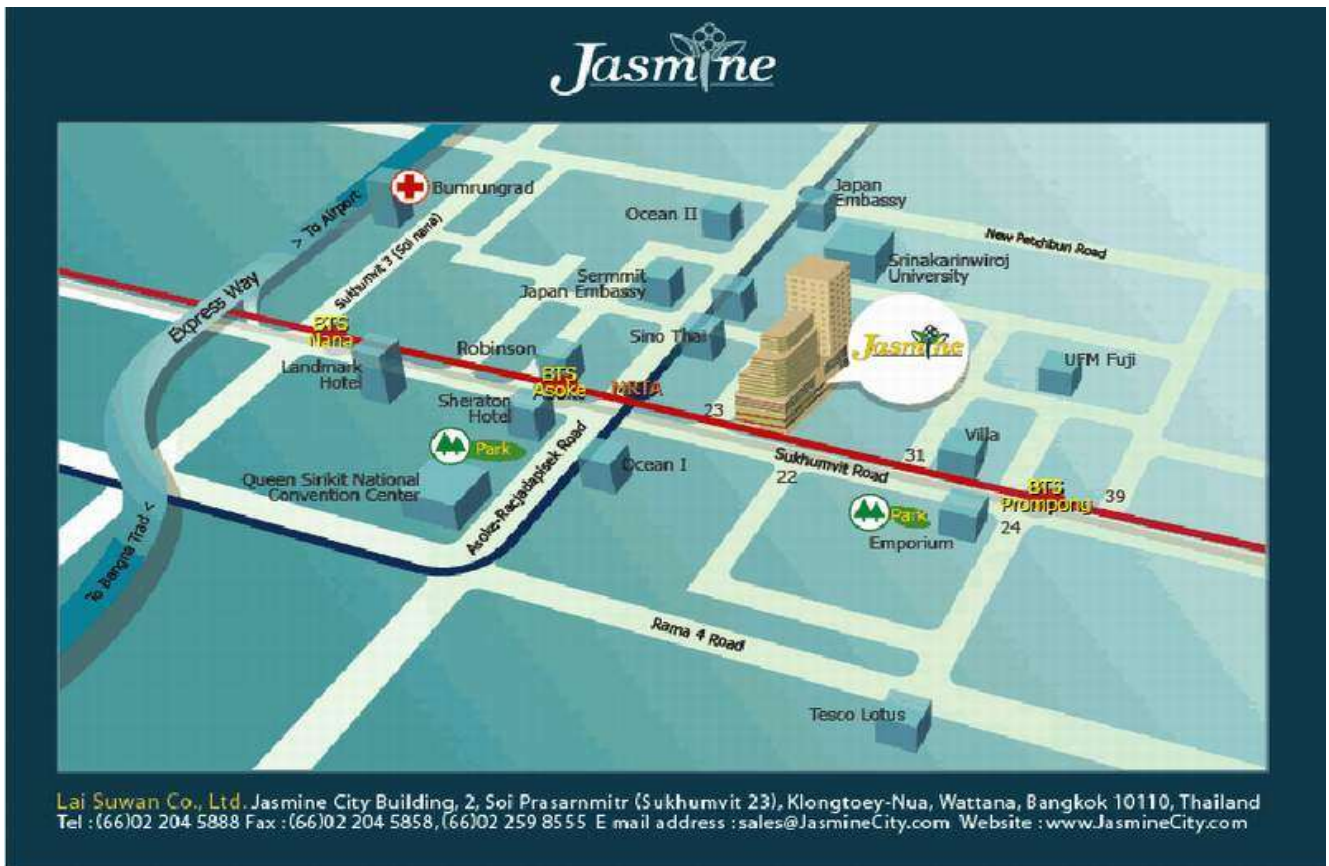 Jasmine
Bumrungrad
> To Airport
Sukhumvit 3 (Soi nana)
Ocean II
Japan
Embassy
New Petchburi Road
Srinakarinwiroj
University
Sermmit
Japan Embassy
Express Way
BTS
Nana
Sino Thai
Jasmine
Robinson
Landmark
Hotel
BTS
Asoke
MRTA
UFM Fuji
Sheraton
Hotel
23
Park
Villa
31
Sukhumvit Road
22
Ocean I
Queen Sirikit National
Convention Center
Asoke-Racjadapisek Road
BTS
Prompong
39
Park
24
Emporium
To Bangna Trad <
Rama 4 Road
Tesco Lotus
Lai Suwan Co., Ltd. Jasmine City Building, 2, Soi Prasarnmitr (Sukhumvit 23), Klongtoey-Nua, Wattana, Bangkok 10110, Thailand
Tel :(66)02 204 5888 Fax :(66)02 204 5858,(66)02 259 8555 E mail address :sales@JasmineCity.com Website :www.JasmineCity.com